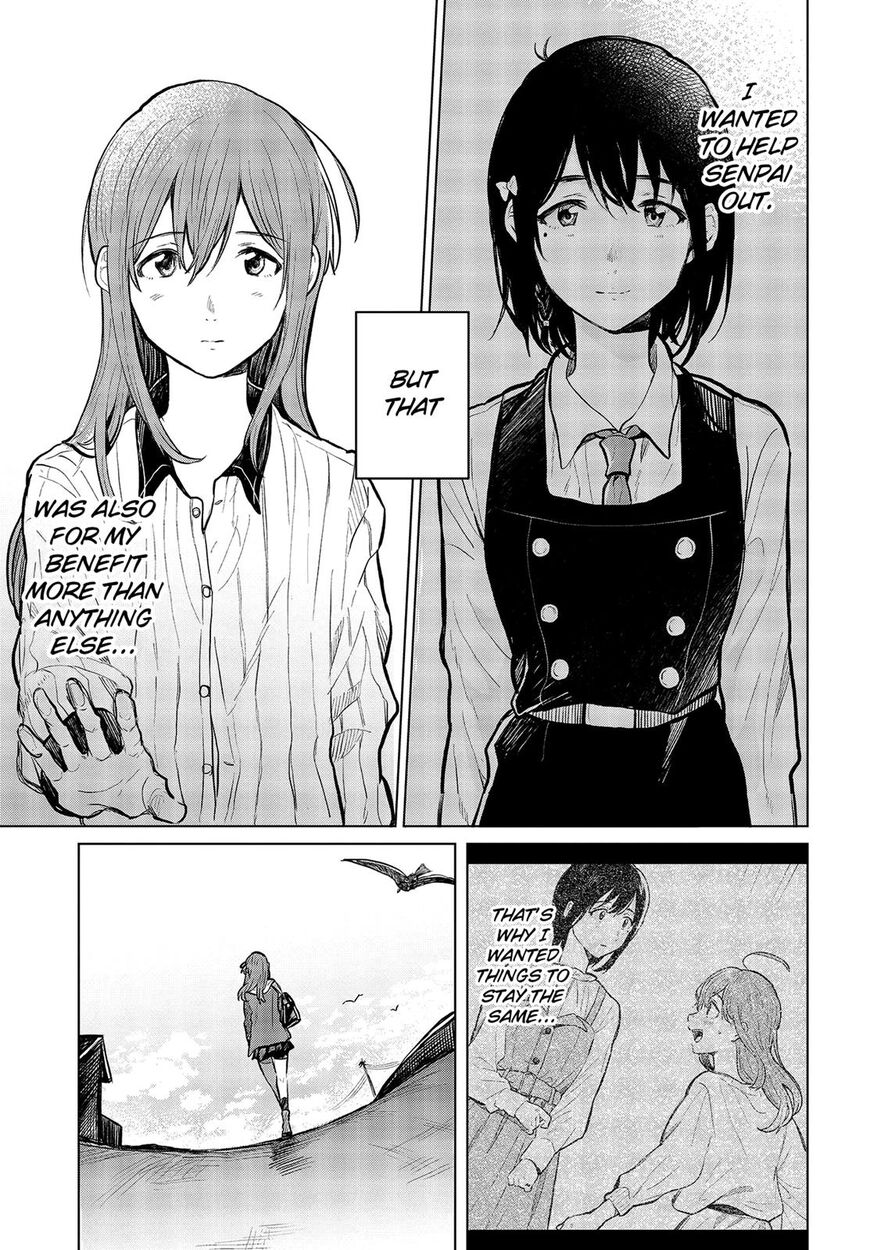 I
WANTED
TO HELP
SENPAI
OUT.
BUT
THAT
WAS ALSO
FOR MY
BENEFIT
MORE THAN
ANYTHING
ELSE...
THAT'S
WHY I
WANTED
THINGS TO
STAY THE
SAME...